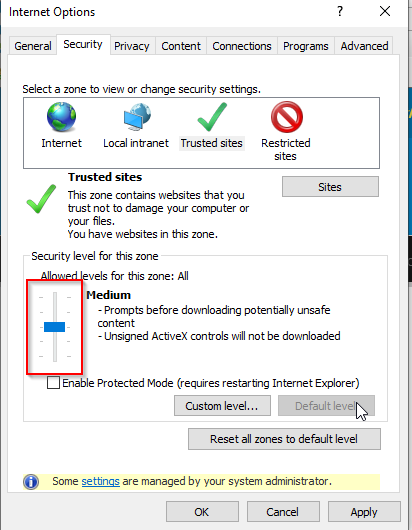 Internet Options
General Security Privacy Content Connections Programs Advanced
Select a zone to view or change security settings.
Internet Local intranet Trusted sites Restricted
sites
Trusted sites
Sites
This zone contains websites that you
trust not to damage your computer or
your files.
You have websites in this zone.
Security level for this zone
Allowed levels for this zone: All
Medium
- Prompts before downloading potentially unsafe
content
- Unsigned ActiveX controls will not be downloaded
Enable Protected Mode (requires restarting Internet Explorer)
Custom level... Default level
Reset all zones to default level
Some settings are managed by your system administrator.
OK Cancel Apply